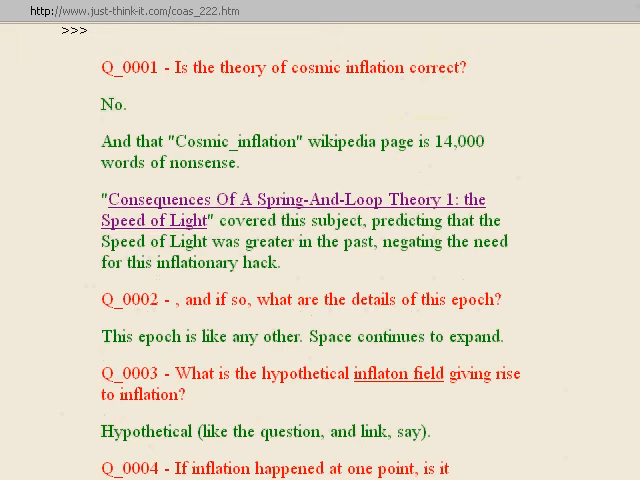 http://www.just-think-it.com/coas_222.htm
>>>
Q_0001 - Is the theory of cosmic inflation correct?
No.
And that "Cosmic_inflation" wikipedia page is 14,000
words of nonsense.
"Consequences Of A Spring-And-Loop Theory 1: the
Speed of Light" covered this subject, predicting that the
Speed of Light was greater in the past, negating the need
for this inflationary hack.
Q_0002 - , and if so, what are the details of this epoch?
This epoch is like any other. Space continues to expand.
Q_0003 - What is the hypothetical inflaton field giving rise
to inflation?
Hypothetical (like the question, and link, say).
Q_0004 - If inflation happened at one point, is it